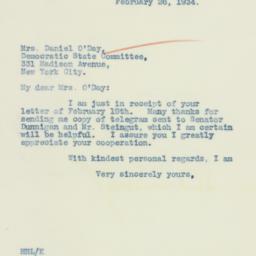 February 26, 1934.
Mrs. Daniel O'Day,
Democratic State Committee,
331 Madison Avenue,
New York City.
My dear Mrs. O'Day:
I am just in receipt of your
letter of February 19th. Many thanks for
sending me copy of telegram sent to Senator
Dunnigan and Mr. Steingut, which I am certain
will be helpful. I assure you I greatly
appreciate your cooperation.
With kindest personal regards, I am
Very sincerely yours,
HHL/K